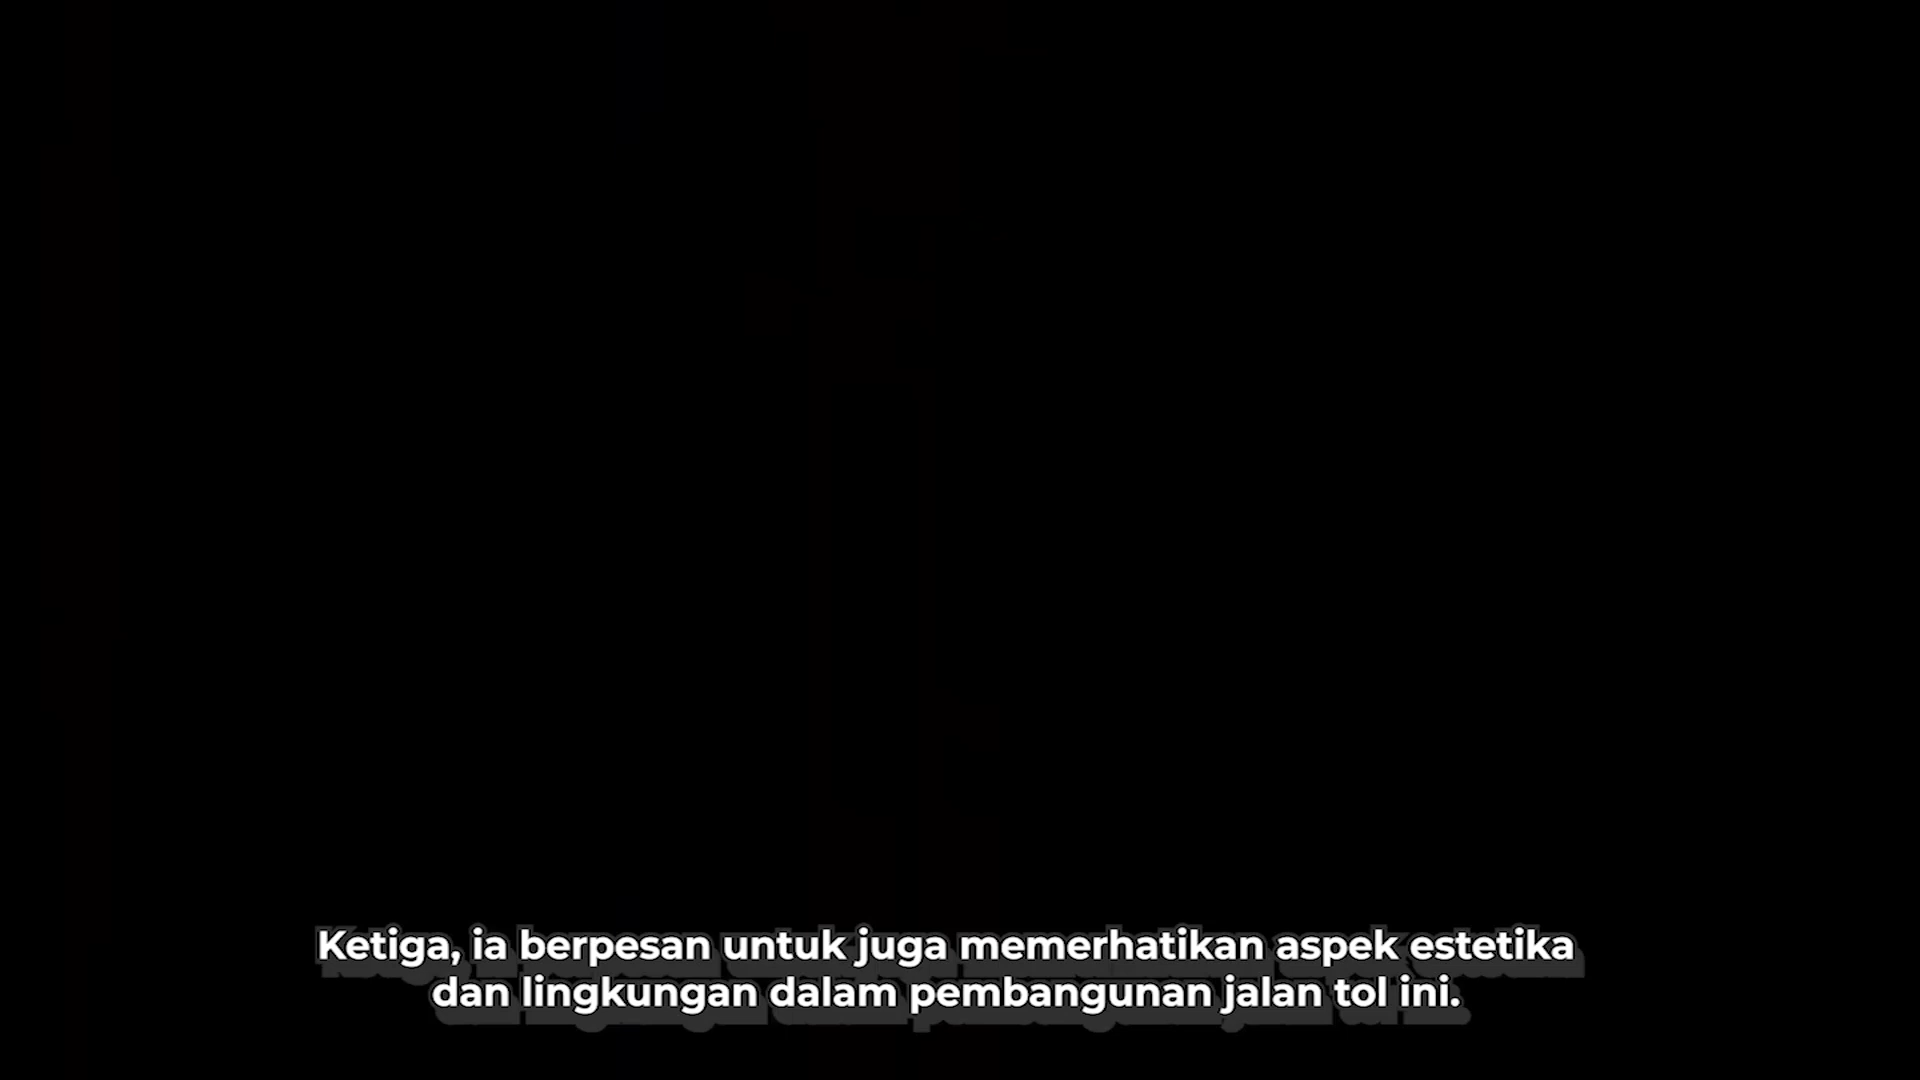 Ketiga, ia berpesan untuk juga memerhatikan aspek estetika
dan lingkungan dalam pembangunan jalan tol ini.